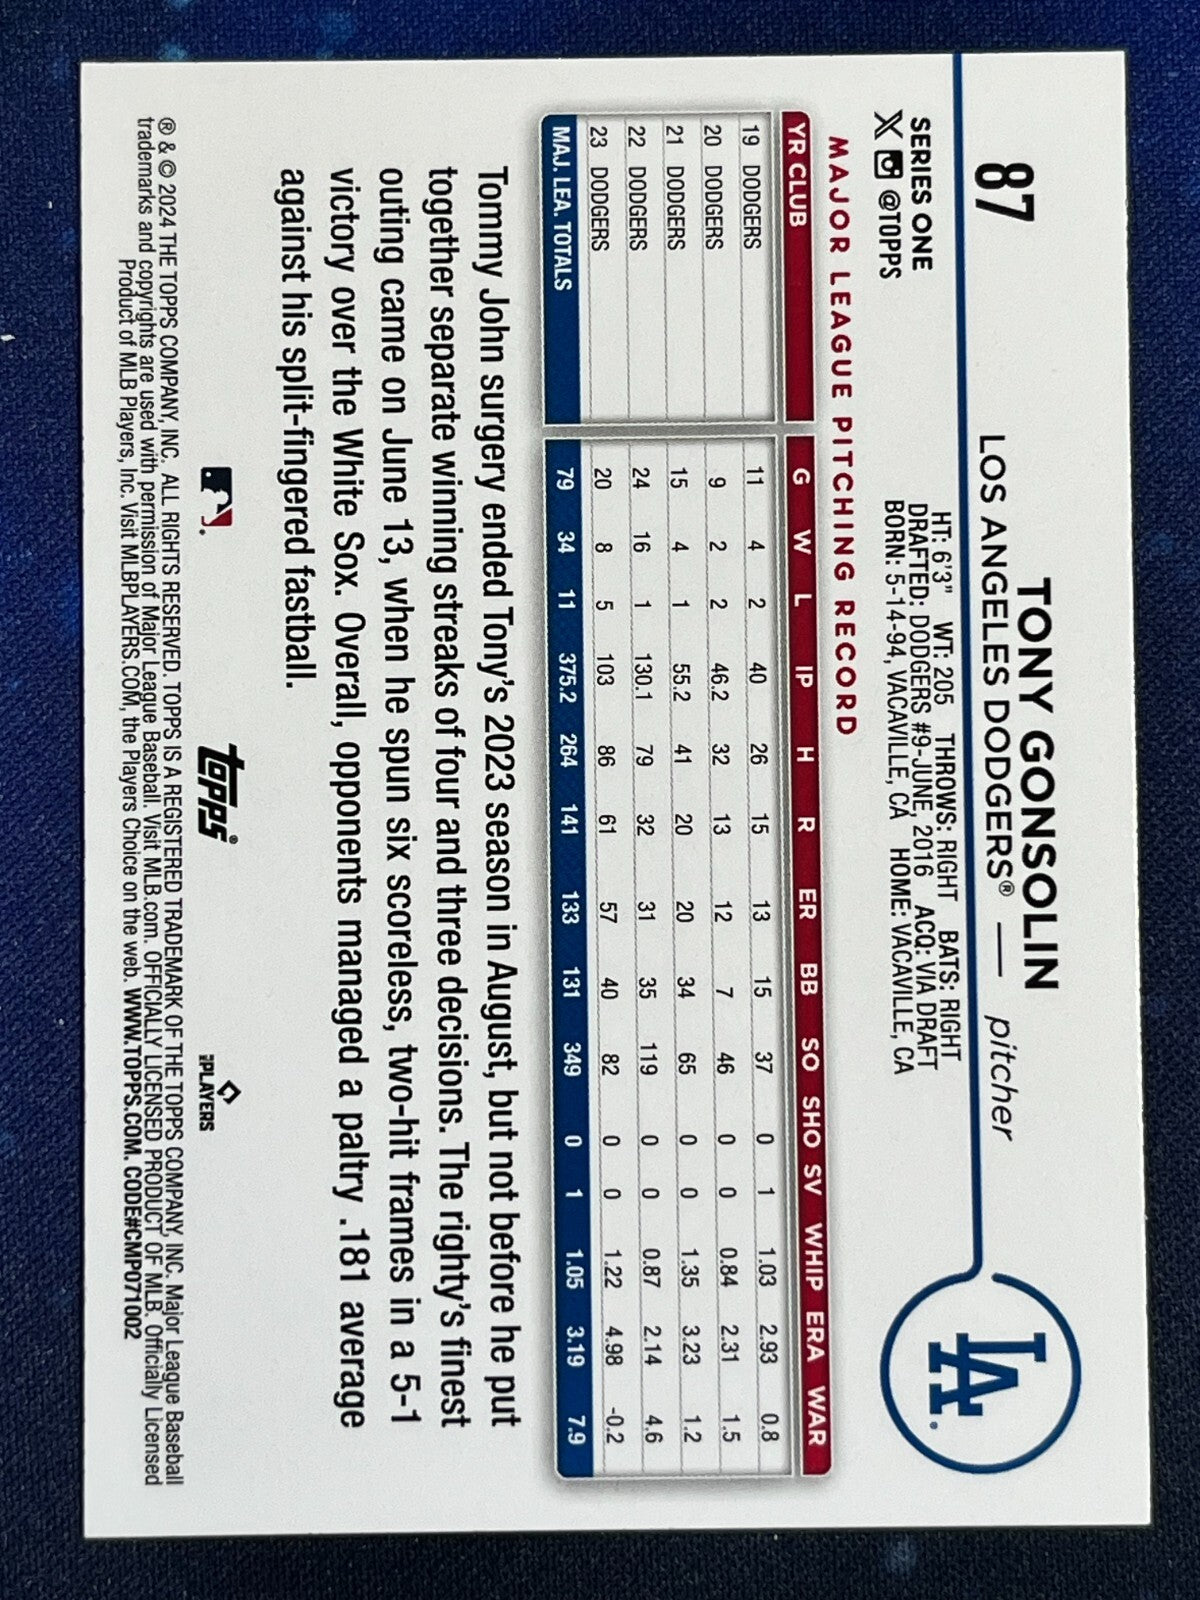 87
TONY GONSOLIN
LOS ANGELES DODGERS® — pitcher
LA
SERIES ONE
@TOPPS
HT: 6'3" WT: 205 THROWS: RIGHT BATS: RIGHT
DRAFTED: DODGERS #9-JUNE, 2016 ACQ: VIA DRAFT
BORN: 5-14-94, VACAVILLE, CA HOME: VACAVILLE, CA
MAJOR LEAGUE PITCHING RECORD
YR CLUB G W L IP H R ER BB SO SHO SV WHIP ERA WAR
19 DODGERS 11 4 2 40 26 15 13 15 37 0 1 1.03 2.93 0.8
20 DODGERS 9 2 2 46.2 32 13 12 7 46 0 0 0.84 2.31 1.5
21 DODGERS 15 4 1 55.2 41 20 20 34 65 0 0 1.35 3.23 1.2
22 DODGERS 24 16 1 130.1 79 32 31 35 119 0 0 0.87 2.14 4.6
23 DODGERS 20 8 5 103 86 61 57 40 82 0 0 1.22 4.98 -0.2
MAJ. LEA. TOTALS 79 34 11 375.2 264 141 133 131 349 0 1 1.05 3.19 7.9
Tommy John surgery ended Tony's 2023 season in August, but not before he put
together separate winning streaks of four and three decisions. The righty's finest
outing came on June 13, when he spun six scoreless, two-hit frames in a 5-1
victory over the White Sox. Overall, opponents managed a paltry .181 average
against his split-fingered fastball.
topps®
PLAYERS
® & © 2024 THE TOPPS COMPANY, INC. ALL RIGHTS RESERVED. TOPPS IS A REGISTERED TRADEMARK OF THE TOPPS COMPANY, INC. Major League Baseball
trademarks and copyrights are used with permission of Major League Baseball. Visit MLB.com. OFFICIALLY LICENSED PRODUCT OF MLB. Officially Licensed
Product of MLB Players, Inc. Visit MLBPLAYERS.COM, the Players Choice on the web. WWW.TOPPS.COM. CODE#CMP071002